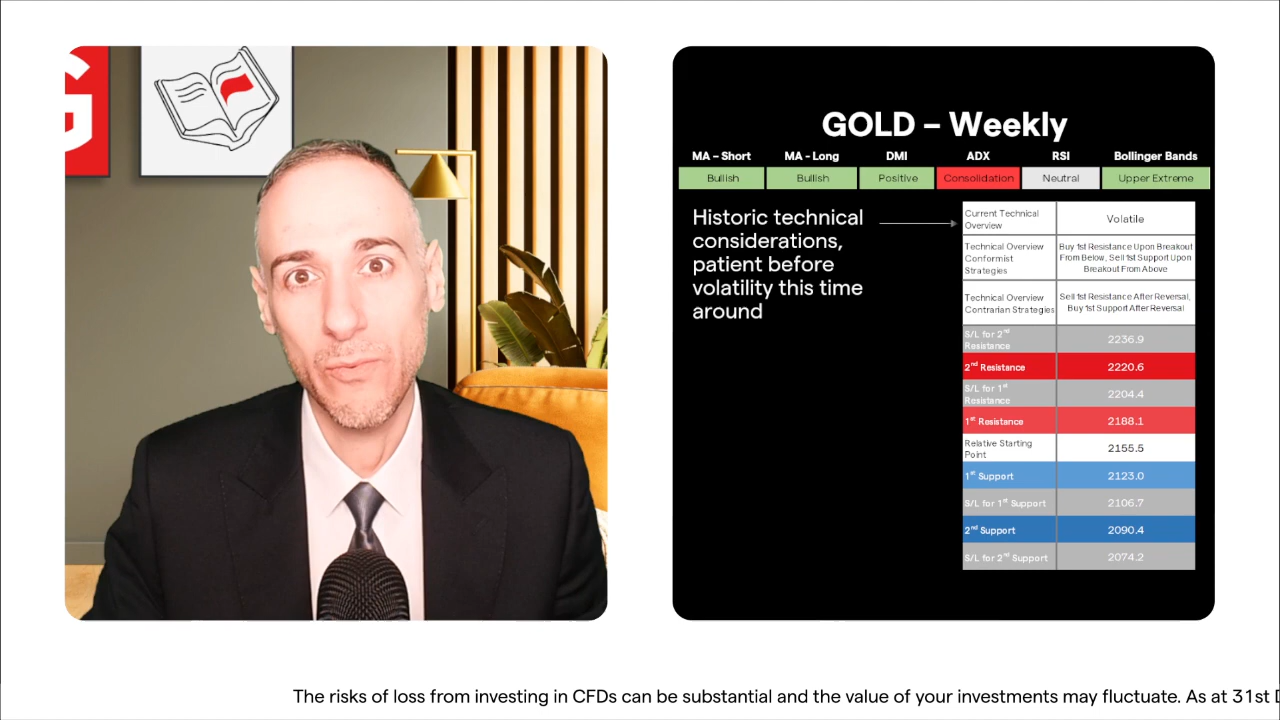 G
GOLD – Weekly
MA – Short MA - Long DMI ADX RSI Bollinger Bands
Bullish Bullish Positive Consolidation Neutral Upper Extreme
Historic technical
considerations,
patient before
volatility this time
around
Current Technical
Overview
Volatile
Technical Overview
Conformist
Strategies
Buy 1st Resistance Upon Breakout
From Below, Sell 1st Support Upon
Breakout From Above
Technical Overview
Contrarian Strategies
Sell 1st Resistance After Reversal,
Buy 1st Support After Reversal
S/L for 2nd
Resistance
2236.9
2nd Resistance 2220.6
S/L for 1st
Resistance
2204.4
1st Resistance 2188.1
Relative Starting
Point
2155.5
1st Support 2123.0
S/L for 1st Support 2106.7
2nd Support 2090.4
S/L for 2nd Support 2074.2
The risks of loss from investing in CFDs can be substantial and the value of your investments may fluctuate. As at 31st